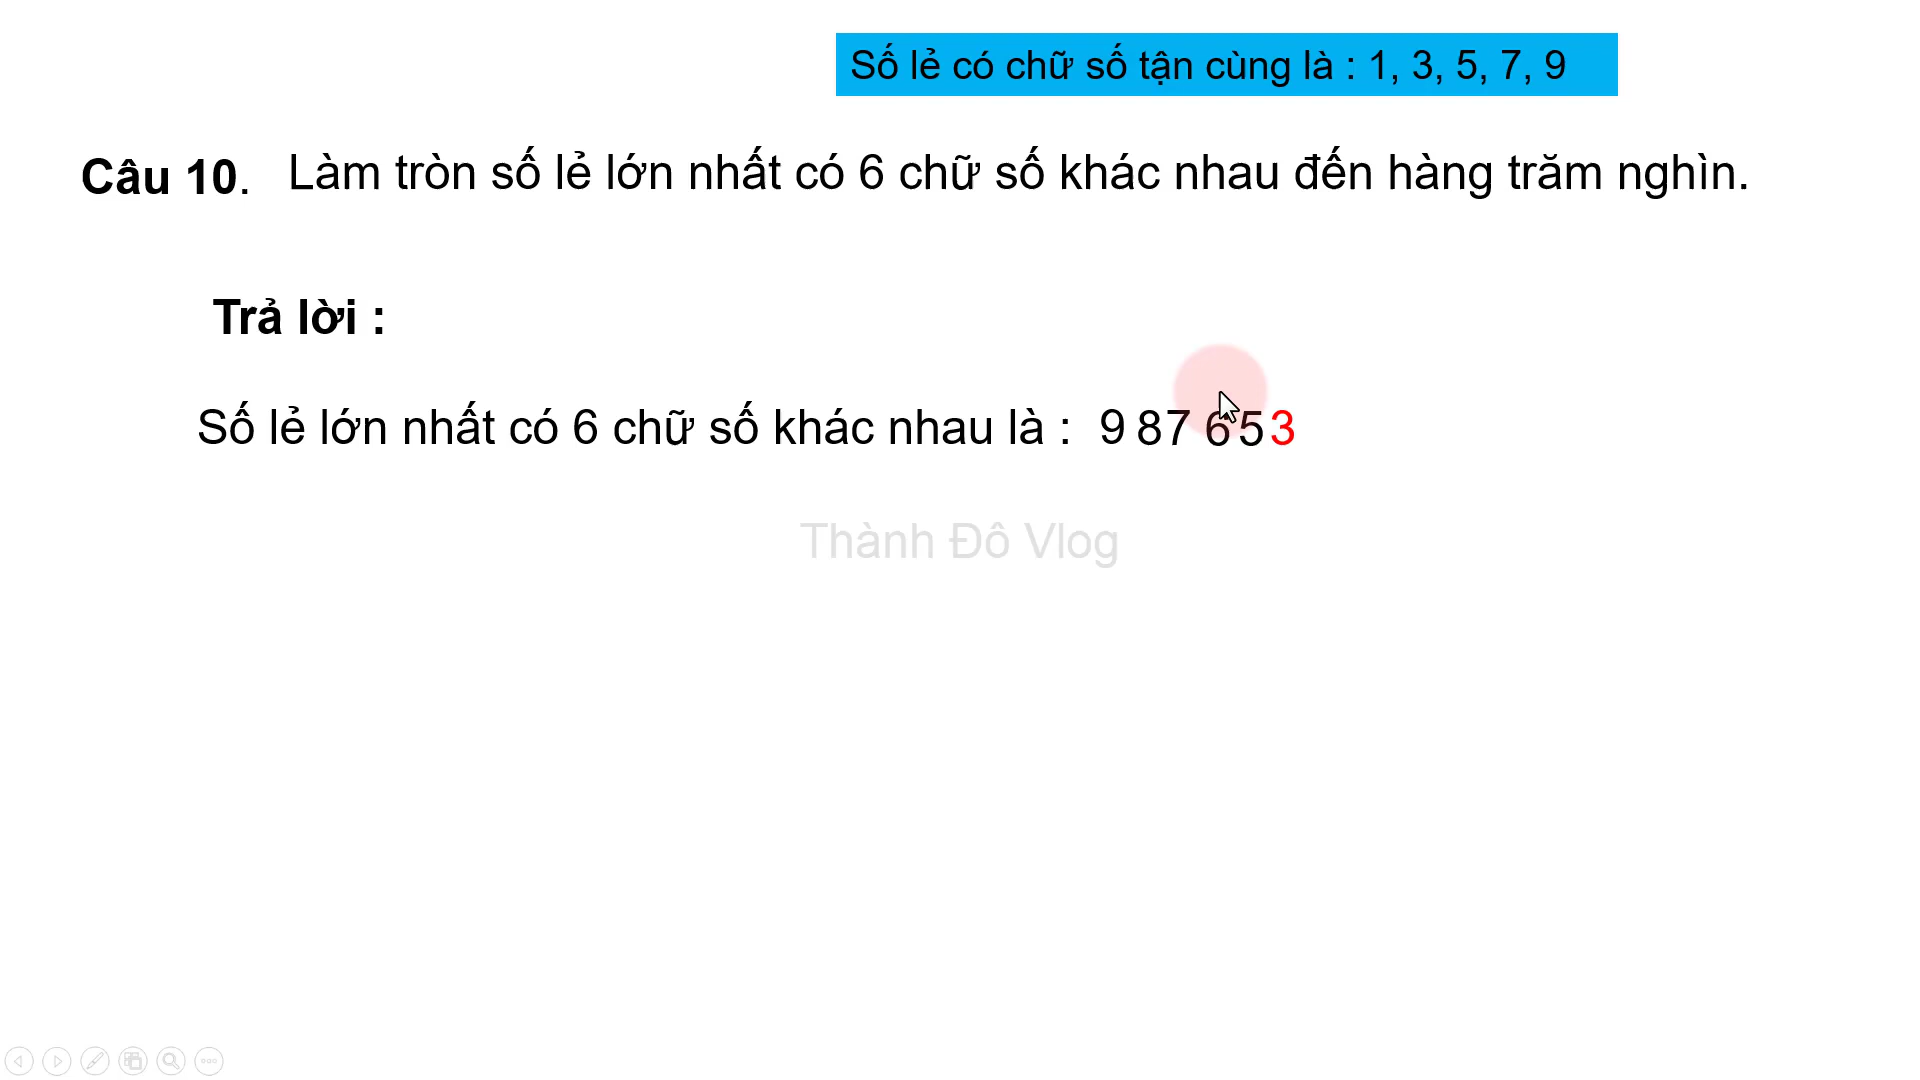 Số lẻ có chữ số tận cùng là : 1, 3, 5, 7, 9
Câu 10. Làm tròn số lẻ lớn nhất có 6 chữ số khác nhau đến hàng trăm nghìn.
Trả lời :
Số lẻ lớn nhất có 6 chữ số khác nhau là : 987 653
Thành Đô Vlog